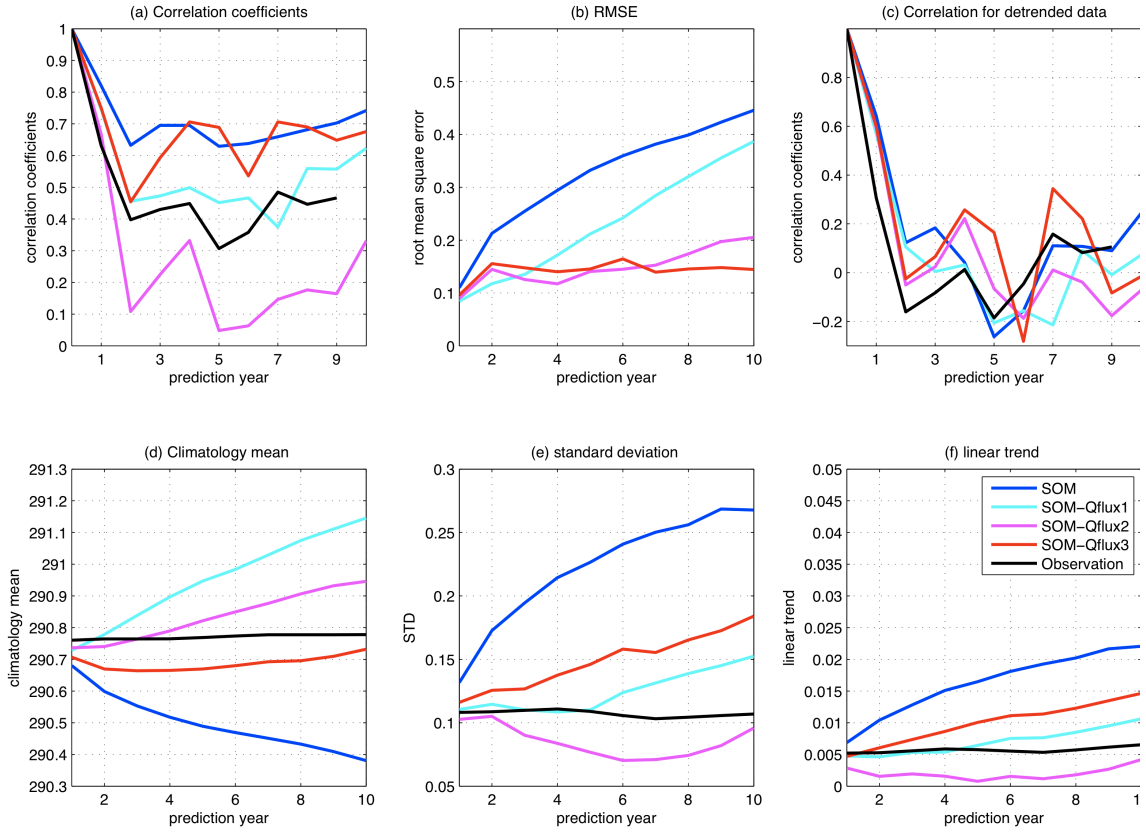 (a) Correlation coefficients
1
0.9
0.8
0.7
0.6
0.5
0.4
0.3
0.2
0.1
0
correlation coefficients
1 3 5 7 9
prediction year
(b) RMSE
0.5
0.4
0.3
0.2
0.1
0
root mean square error
2 4 6 8 10
prediction year
(c) Correlation for detrended data
0.8
0.6
0.4
0.2
0
−0.2
correlation coefficients
1 3 5 7 9
prediction year
(d) Climatology mean
291.3
291.2
291.1
291
290.9
290.8
290.7
290.6
290.5
290.4
290.3
climatology mean
2 4 6 8 10
prediction year
(e) standard deviation
0.3
0.25
0.2
0.15
0.1
0.05
STD
2 4 6 8 10
prediction year
(f) linear trend
0.05
0.045
0.04
0.035
0.03
0.025
0.02
0.015
0.01
0.005
0
linear trend
2 4 6 8
prediction year
SOM
SOM−Qflux1
SOM−Qflux2
SOM−Qflux3
Observation